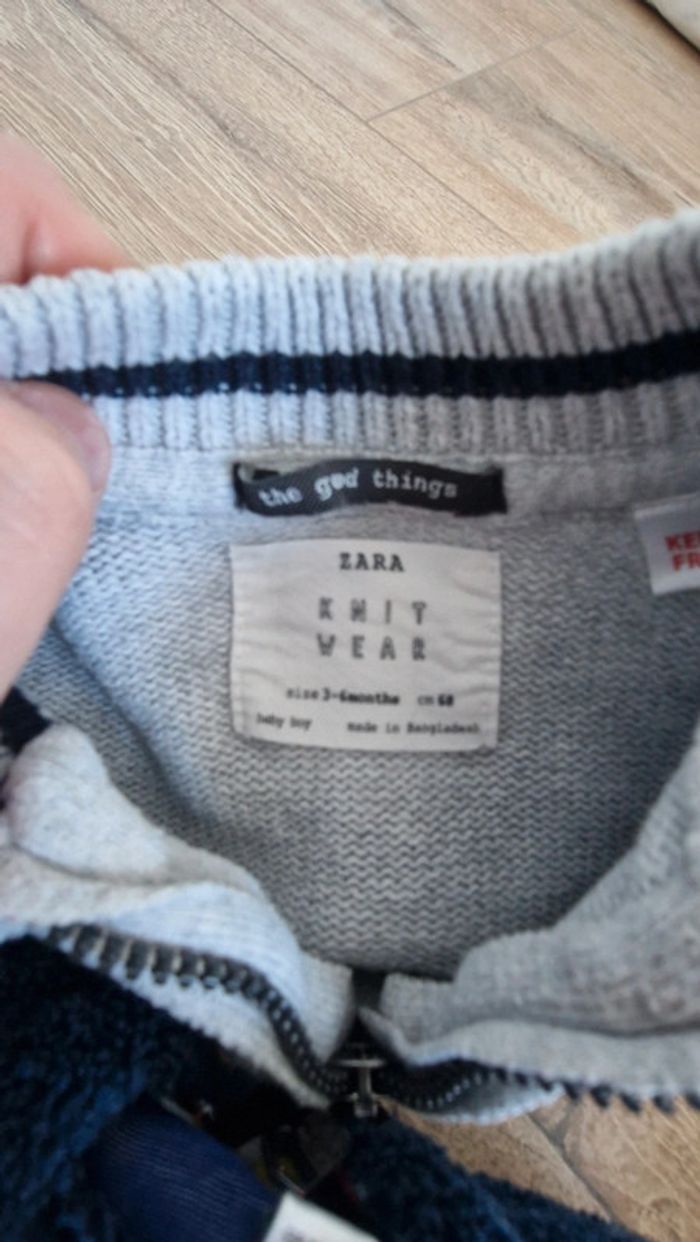 the good things
ZARA
KNIT
WEAR
size 3-6months cm 68
baby boy made in Bangladesh